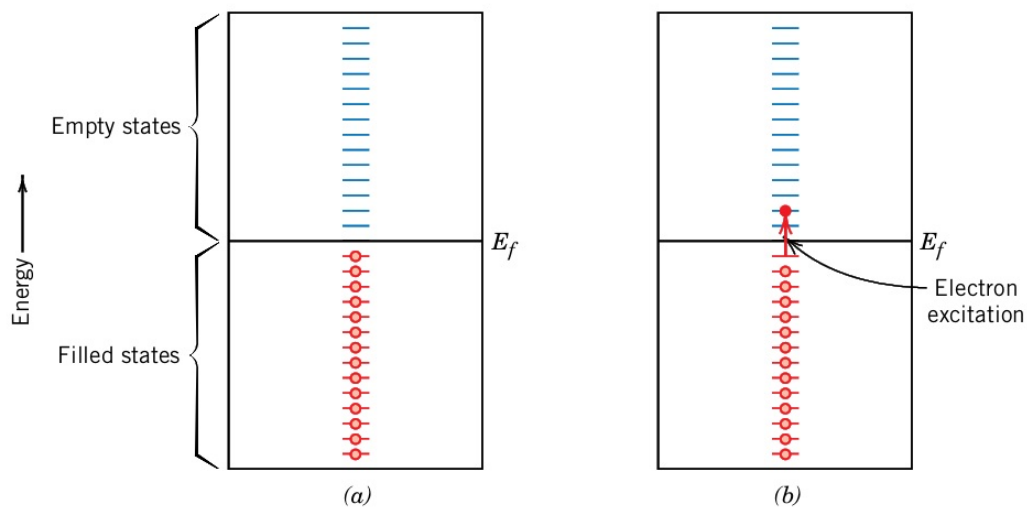 Empty states
Energy
Filled states
E_f
(a)
E_f
Electron
excitation
(b)